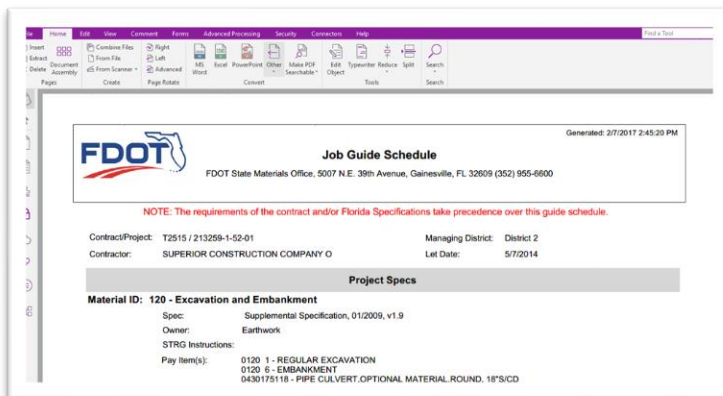 Home Edit View Comment Forms Advanced Processing Security Connectors Help
Find a Tool
Insert
Extract
Delete
Document Assembly
Combine Files
From File
From Scanner
Right
Left
Advanced
MS Word
Excel
PowerPoint
Other
Make PDF Searchable
Edit Object
Typewriter
Reduce
Split
Search
Pages Create Page Rotate Convert Tools Search
Generated: 2/7/2017 2:45:20 PM
FDOT
Job Guide Schedule
FDOT State Materials Office, 5007 N.E. 39th Avenue, Gainesville, FL 32609 (352) 955-6600
NOTE: The requirements of the contract and/or Florida Specifications take precedence over this guide schedule.
Contract/Project: T2515 / 213259-1-52-01 Managing District: District 2
Contractor: SUPERIOR CONSTRUCTION COMPANY O Let Date: 5/7/2014
Project Specs
Material ID: 120 - Excavation and Embankment
Spec: Supplemental Specification, 01/2009, v1.9
Owner: Earthwork
STRG Instructions:
Pay Item(s): 0120 1 - REGULAR EXCAVATION
0120 6 - EMBANKMENT
0430175118 - PIPE CULVERT,OPTIONAL MATERIAL,ROUND, 18"S/CD